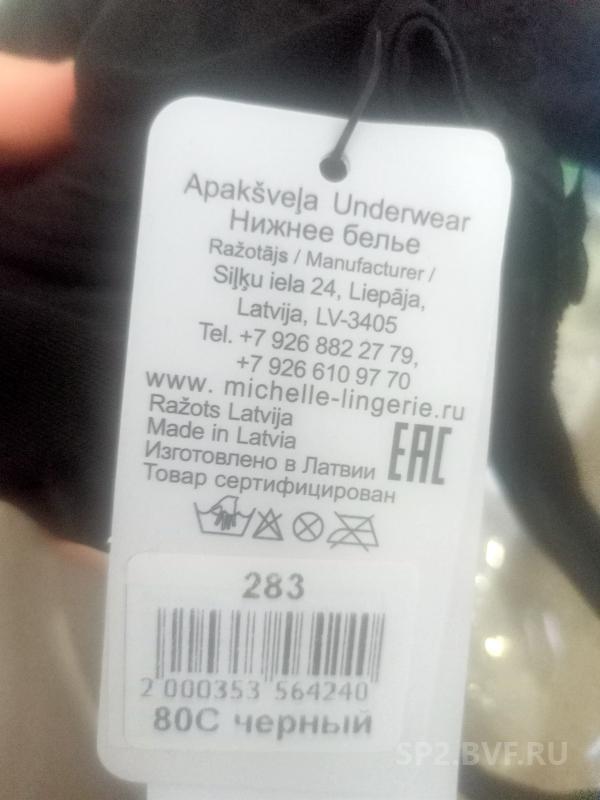 Apakšveļa Underwear
Нижнее белье
Ražotājs / Manufacturer /
Siļķu iela 24, Liepāja,
Latvija, LV-3405
Tel. +7 926 882 27 79,
+7 926 610 97 70
www. michelle-lingerie.ru
Ražots Latvija
Made in Latvia
Изготовлено в Латвии
Товар сертифицирован
EAC
283
2 000353 564240
80C черный
SP2.BVF.RU